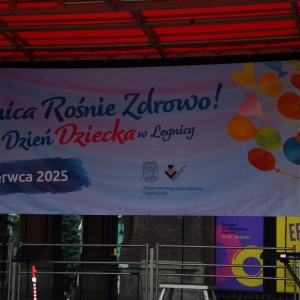 nica Rośnie Zdrowo!
Dzień Dziecka w Legnicy
erwca 2025